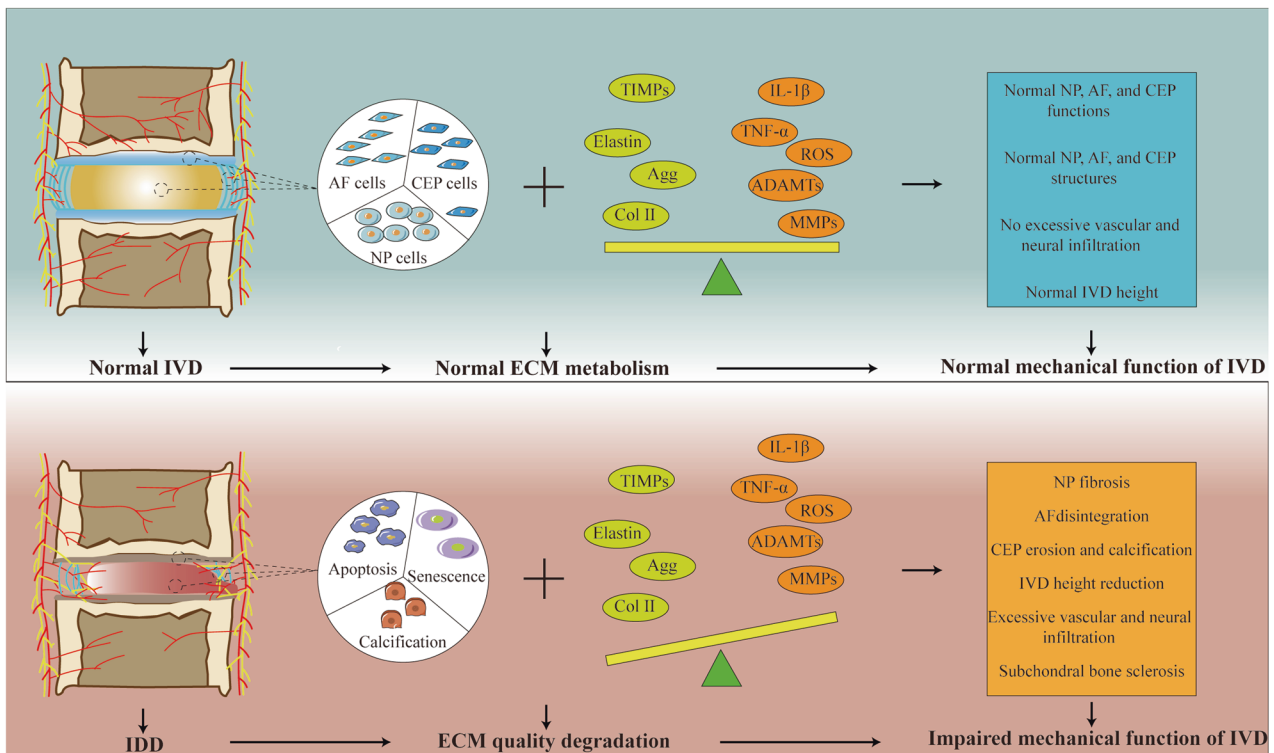 TIMPs
IL-1β
Elastin
TNF-α
ROS
Agg
ADAMTs
Col II
MMPs
AF cells
CEP cells
NP cells
Normal NP, AF, and CEP
functions
Normal NP, AF, and CEP
structures
No excessive vascular and
neural infiltration
Normal IVD height
Normal IVD
Normal ECM metabolism
Normal mechanical function of IVD
TIMPs
IL-1β
Elastin
TNF-α
ROS
Agg
ADAMTs
Col II
MMPs
Apoptosis
Senescence
Calcification
NP fibrosis
AFdisintegration
CEP erosion and calcification
IVD height reduction
Excessive vascular and neural
infiltration
Subchondral bone sclerosis
IDD
ECM quality degradation
Impaired mechanical function of IVD